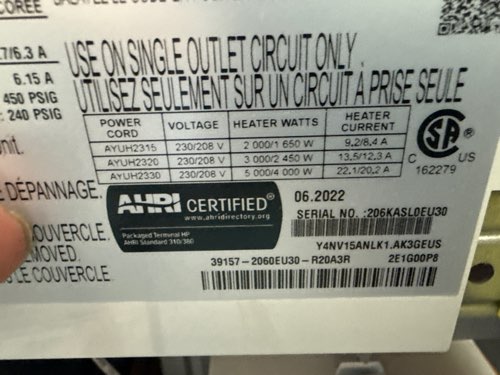 CORÉE
7/6.3 A
6.15 A
450 PSIG
: 240 PSIG
USE ON SINGLE OUTLET CIRCUIT ONLY
UTILISEZ SEULEMENT SUR UN CIRCUIT À PRISE SEULE
POWER CORD VOLTAGE HEATER WATTS HEATER CURRENT
AYUH2315 230/208 V 2 000/1 650 W 9.2/8.4 A
AYUH2320 230/208 V 3 000/2 450 W 13.5/12.3 A
AYUH2330 230/208 V 5 000/4 000 W 22.1/20.2 A
C US
162279
unit.
DÉPANNAGE.
COUVERCLE.
MOVED.
LE COUVERCLE.
AHRI CERTIFIED®
www.ahridirectory.org
Packaged Terminal HP
AHRI Standard 310/380
06.2022
SERIAL NO. :206KASL0EU30
Y4NV15ANLK1.AK3GEUS
39157-2060EU30-R20A3R 2E1G00P8